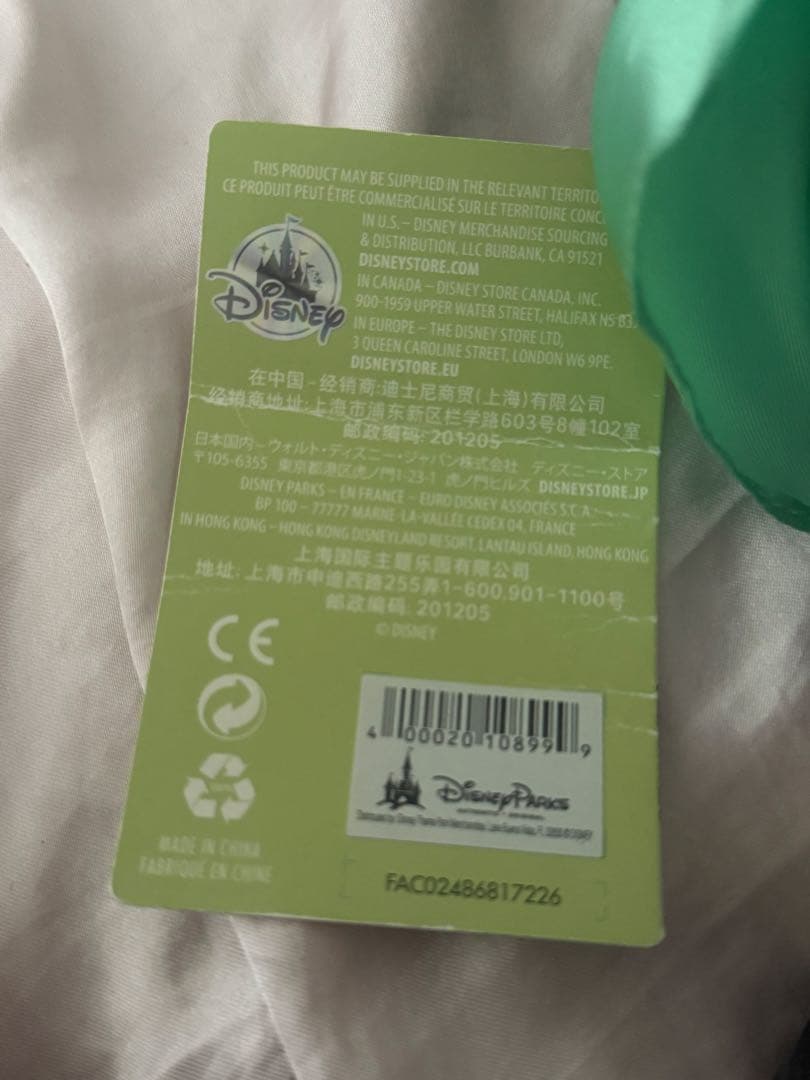 THIS PRODUCT MAY BE SUPPLIED IN THE RELEVANT
CE PRODUIT PEUT ÊTRE COMMERCIALISÉ SUR LE TERRITOIRE
Disney
IN U.S. – DISNEY MERCHANDISE SOURCING
& DISTRIBUTION, LLC BURBANK, CA 91521
DISNEYSTORE.COM
IN CANADA – DISNEY STORE CANADA. INC.
900-1959 UPPER WATER STREET, HALIFAX NS
IN EUROPE – THE DISNEY STORE LTD,
3 QUEEN CAROLINE STREET, LONDON W6 9PE.
DISNEYSTORE.EU
在中国-经销商:迪士尼商贸(上海)有限公司
经销商地址:上海市浦东新区栏学路603号8幢102室
邮政编码:201205
日本国内–ウォルト・ディズニー・ジャパン株式会社 ディズニー・ストア
〒105-6355 東京都港区虎ノ門1-23-1 虎ノ門ヒルズ DISNEYSTORE.JP
DISNEY PARKS – EN FRANCE – EURO DISNEY ASSOCIÉS S.C.A.
BP 100 – 77777 MARNE-LA-VALLÉE CEDEX 04, FRANCE
IN HONG KONG – HONG KONG DISNEYLAND RESORT, LANTAU ISLAND, HONG KONG
上海国际主题乐园有限公司
地址: 上海市申迪西路255弄1-600,901-1100号
邮政编码: 201205
© DISNEY
CE
4 00020 10899 9
Disney Parks
MADE IN CHINA
FABRIQUÉ EN CHINE
FAC02486817226